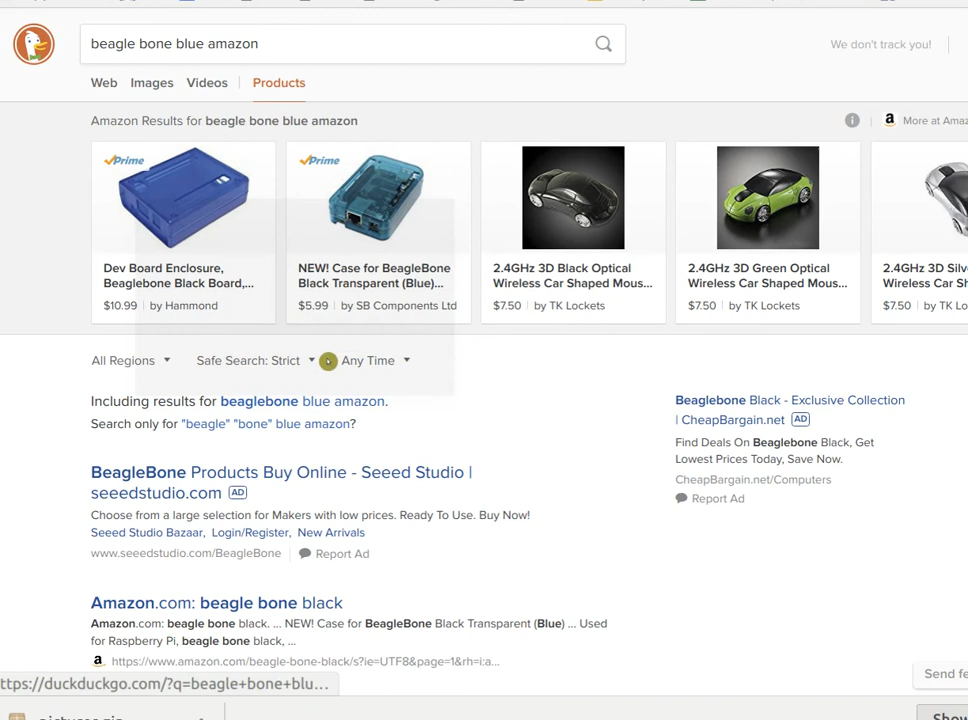 beagle bone blue amazon
We don't track you!
Web Images Videos Products
Amazon Results for beagle bone blue amazon
a More at Amaz
Prime
Dev Board Enclosure,
Beaglebone Black Board,...
$10.99 by Hammond
Prime
NEW! Case for BeagleBone
Black Transparent (Blue)...
$5.99 by SB Components Ltd
2.4GHz 3D Black Optical
Wireless Car Shaped Mous...
$7.50 by TK Lockets
2.4GHz 3D Green Optical
Wireless Car Shaped Mous...
$7.50 by TK Lockets
2.4GHz 3D Silv
Wireless Car Sh
$7.50 by TK Lo
All Regions Safe Search: Strict Any Time
Including results for beaglebone blue amazon.
Search only for "beagle" "bone" blue amazon?
BeagleBone Products Buy Online - Seeed Studio |
seeedstudio.com AD
Choose from a large selection for Makers with low prices. Ready To Use. Buy Now!
Seeed Studio Bazaar, Login/Register, New Arrivals
www.seeedstudio.com/BeagleBone Report Ad
Amazon.com: beagle bone black
Amazon.com: beagle bone black. ... NEW! Case for BeagleBone Black Transparent (Blue) ... Used
for Raspberry Pi, beagle bone black, ...
a https://www.amazon.com/beagle-bone-black/s?ie=UTF8&page=1&rh=i:a...
Beaglebone Black - Exclusive Collection
| CheapBargain.net AD
Find Deals On Beaglebone Black, Get
Lowest Prices Today, Save Now.
CheapBargain.net/Computers
Report Ad
Send fe
ttps://duckduckgo.com/?q=beagle+bone+blu...
pictures.zip
Show